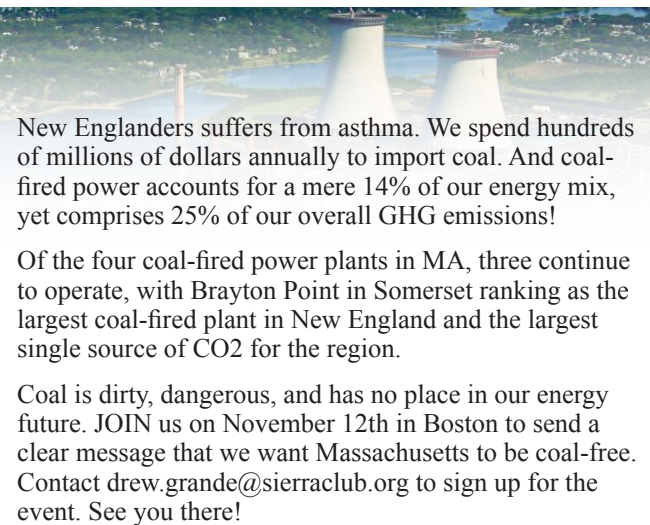 New Englanders suffers from asthma. We spend hundreds
of millions of dollars annually to import coal. And coal-
fired power accounts for a mere 14% of our energy mix,
yet comprises 25% of our overall GHG emissions!
Of the four coal-fired power plants in MA, three continue
to operate, with Brayton Point in Somerset ranking as the
largest coal-fired plant in New England and the largest
single source of CO2 for the region.
Coal is dirty, dangerous, and has no place in our energy
future. JOIN us on November 12th in Boston to send a
clear message that we want Massachusetts to be coal-free.
Contact drew.grande@sierraclub.org to sign up for the
event. See you there!